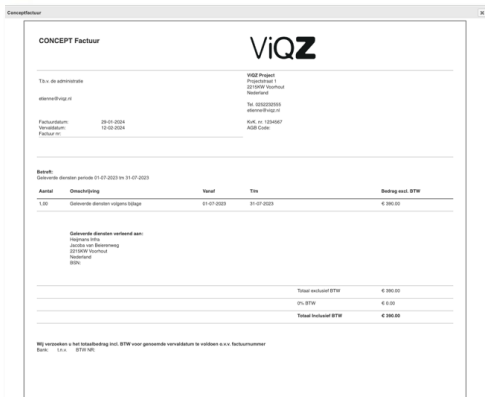 Conceptfactuur
CONCEPT Factuur
ViQZ
T.b.v. de administratie
etienne@viqz.nl
Factuurdatum: 29-01-2024
Vervaldatum: 12-02-2024
Factuur nr:
ViQZ Project
Projectstraat 1
2215KW Voorhout
Nederland
Tel. 0252232555
etienne@viqz.nl
KvK. nr. 1234567
AGB Code
Betreft:
Geleverde diensten periode 01-07-2023 t/m 31-07-2023
Aantal Omschrijving Vanaf T/m Bedrag excl. BTW
1.00 Geleverde diensten volgens bijlage 01-07-2023 31-07-2023 € 390.00
Geleverde diensten verleend aan:
Heijmans Infra
Jacoba van Beierenweg
2215KW Voorhout
Nederland
BSN:
Totaal exclusief BTW € 390.00
0% BTW € 0.00
Totaal Inclusief BTW € 390.00
Wij verzoeken u het totaalbedrag incl. BTW voor genoemde vervaldatum te voldoen o.v.v. factuurnummer
Bank: t.n.v. BTW NR: